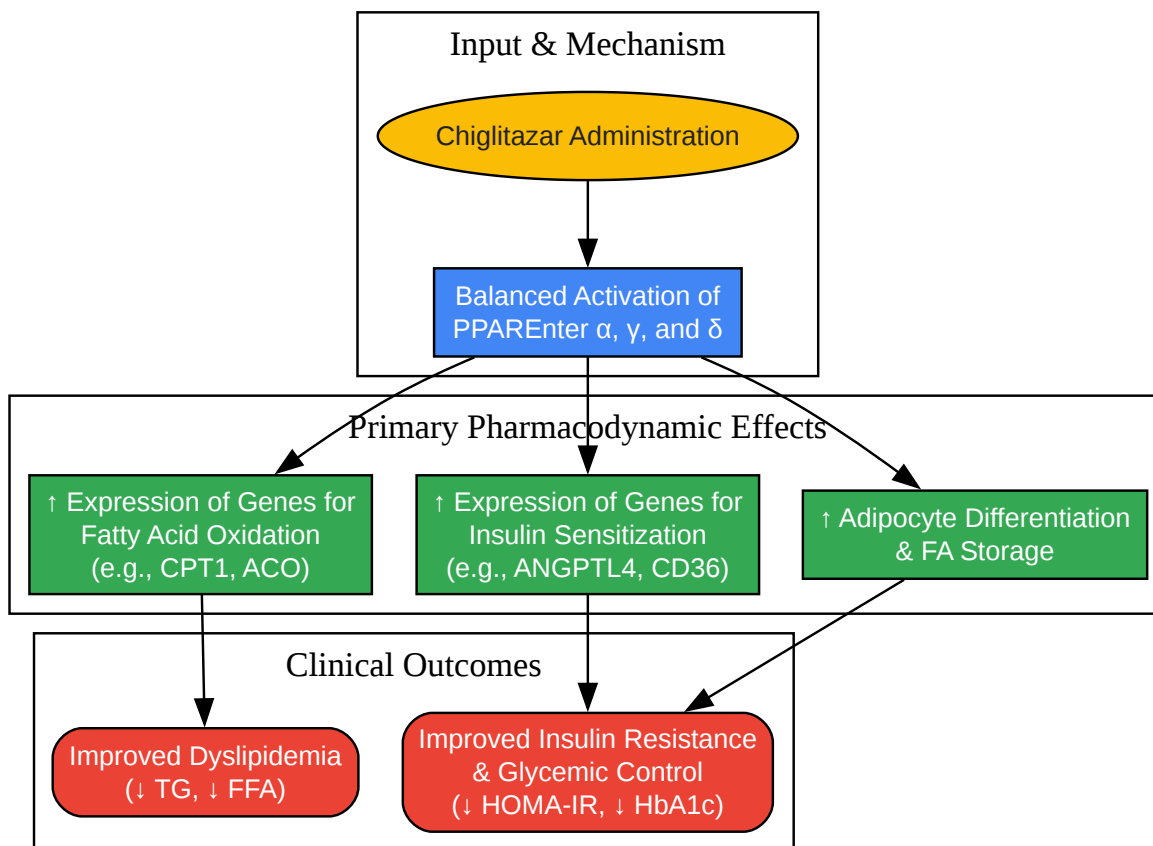 Input & Mechanism
Chiglitazar Administration
Balanced Activation of
PPAREnter α, γ, and δ
Primary Pharmacodynamic Effects
↑ Expression of Genes for
Fatty Acid Oxidation
(e.g., CPT1, ACO)
↑ Expression of Genes for
Insulin Sensitization
(e.g., ANGPTL4, CD36)
↑ Adipocyte Differentiation
& FA Storage
Clinical Outcomes
Improved Dyslipidemia
(↓ TG, ↓ FFA)
Improved Insulin Resistance
& Glycemic Control
(↓ HOMA-IR, ↓ HbA1c)